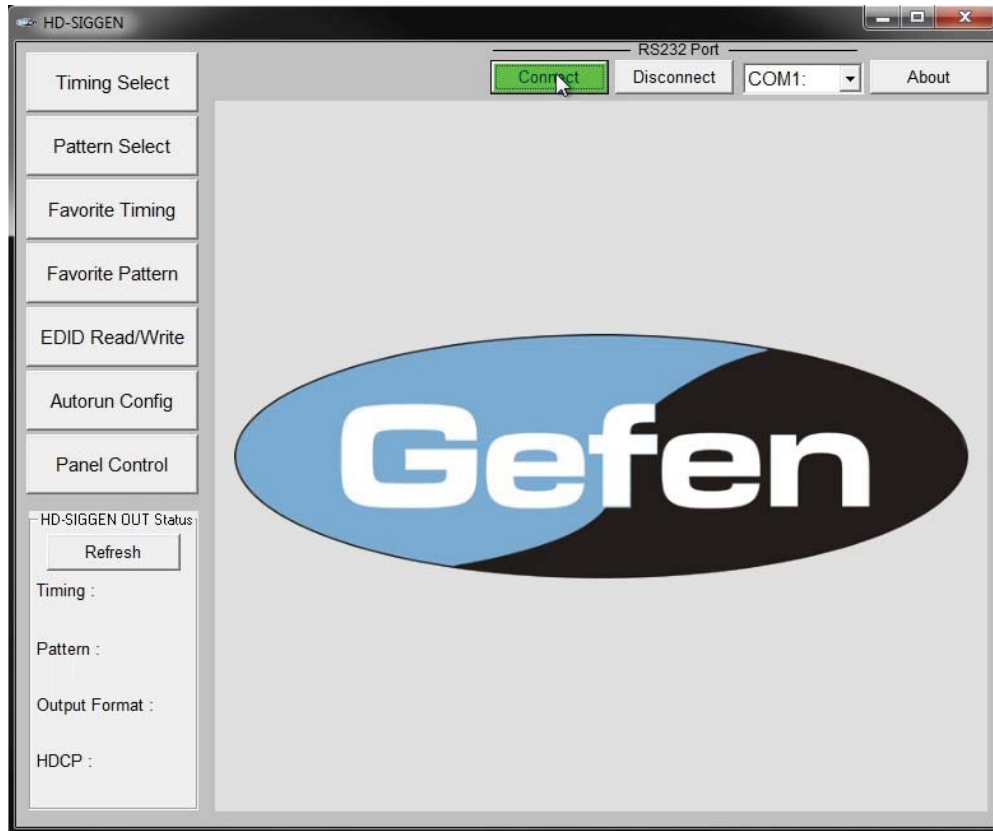 HD-SIGGEN
RS232 Port
Connect
Disconnect
COM1:
About
Timing Select
Pattern Select
Favorite Timing
Favorite Pattern
EDID Read/Write
Autorun Config
Panel Control
HD-SIGGEN OUT Status
Refresh
Timing :
Pattern :
Output Format :
HDCP :
Gefen